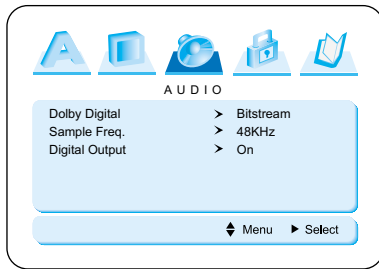 A
AUDIO
Dolby Digital > Bitstream
Sample Freq. > 48KHz
Digital Output > On
Menu Select